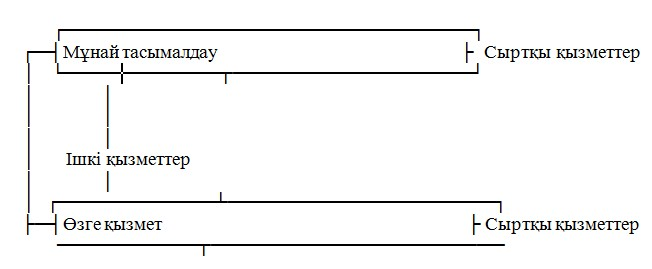 Мұнай тасымалдау Сыртқы қызметтер
Ішкі қызметтер
Өзге қызмет Сыртқы қызметтер